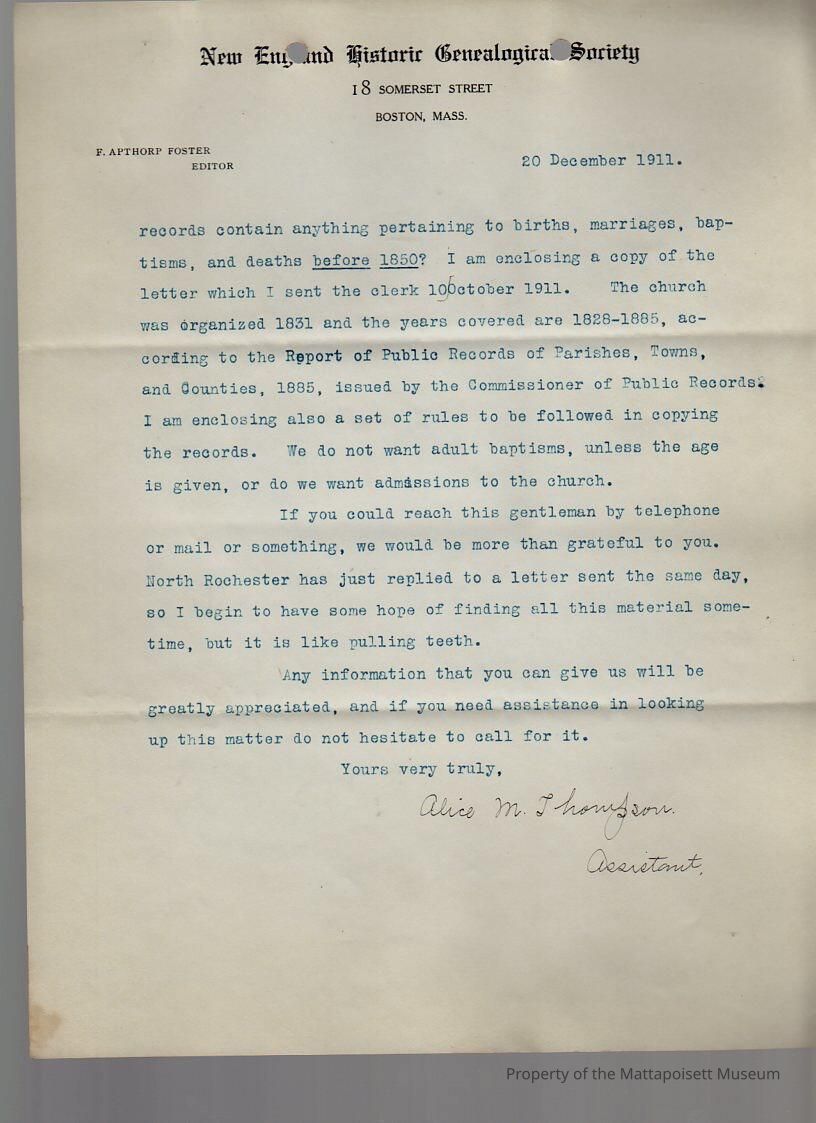 New England Historic Genealogical Society
18 SOMERSET STREET
BOSTON, MASS.
F. APTHORP FOSTER
EDITOR
20 December 1911.
records contain anything pertaining to births, marriages, bap-
tisms, and deaths before 1850? I am enclosing a copy of the
letter which I sent the clerk 10 October 1911. The church
was organized 1831 and the years covered are 1828-1885, ac-
cording to the Report of Public Records of Parishes, Towns,
and Counties, 1885, issued by the Commissioner of Public Records.
I am enclosing also a set of rules to be followed in copying
the records. We do not want adult baptisms, unless the age
is given, or do we want admissions to the church.
If you could reach this gentleman by telephone
or mail or something, we would be more than grateful to you.
North Rochester has just replied to a letter sent the same day,
so I begin to have some hope of finding all this material some-
time, but it is like pulling teeth.
Any information that you can give us will be
greatly appreciated, and if you need assistance in looking
up this matter do not hesitate to call for it.
Yours very truly,
Alice M. Thompson.
Assistant.
Property of the Mattapoisett Museum